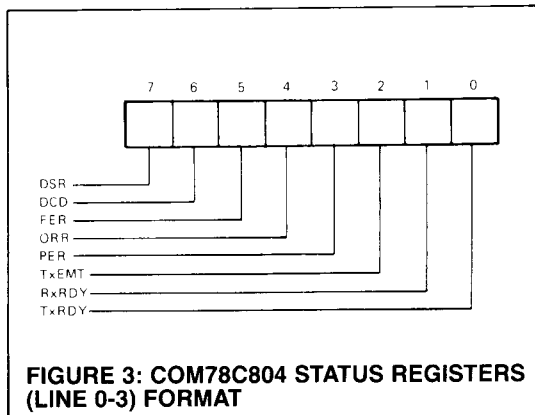 7 6 5 4 3 2 1 0
DSR
DCD
FER
ORR
PER
TxEMT
RxRDY
TxRDY
FIGURE 3: COM78C804 STATUS REGISTERS
(LINE 0-3) FORMAT